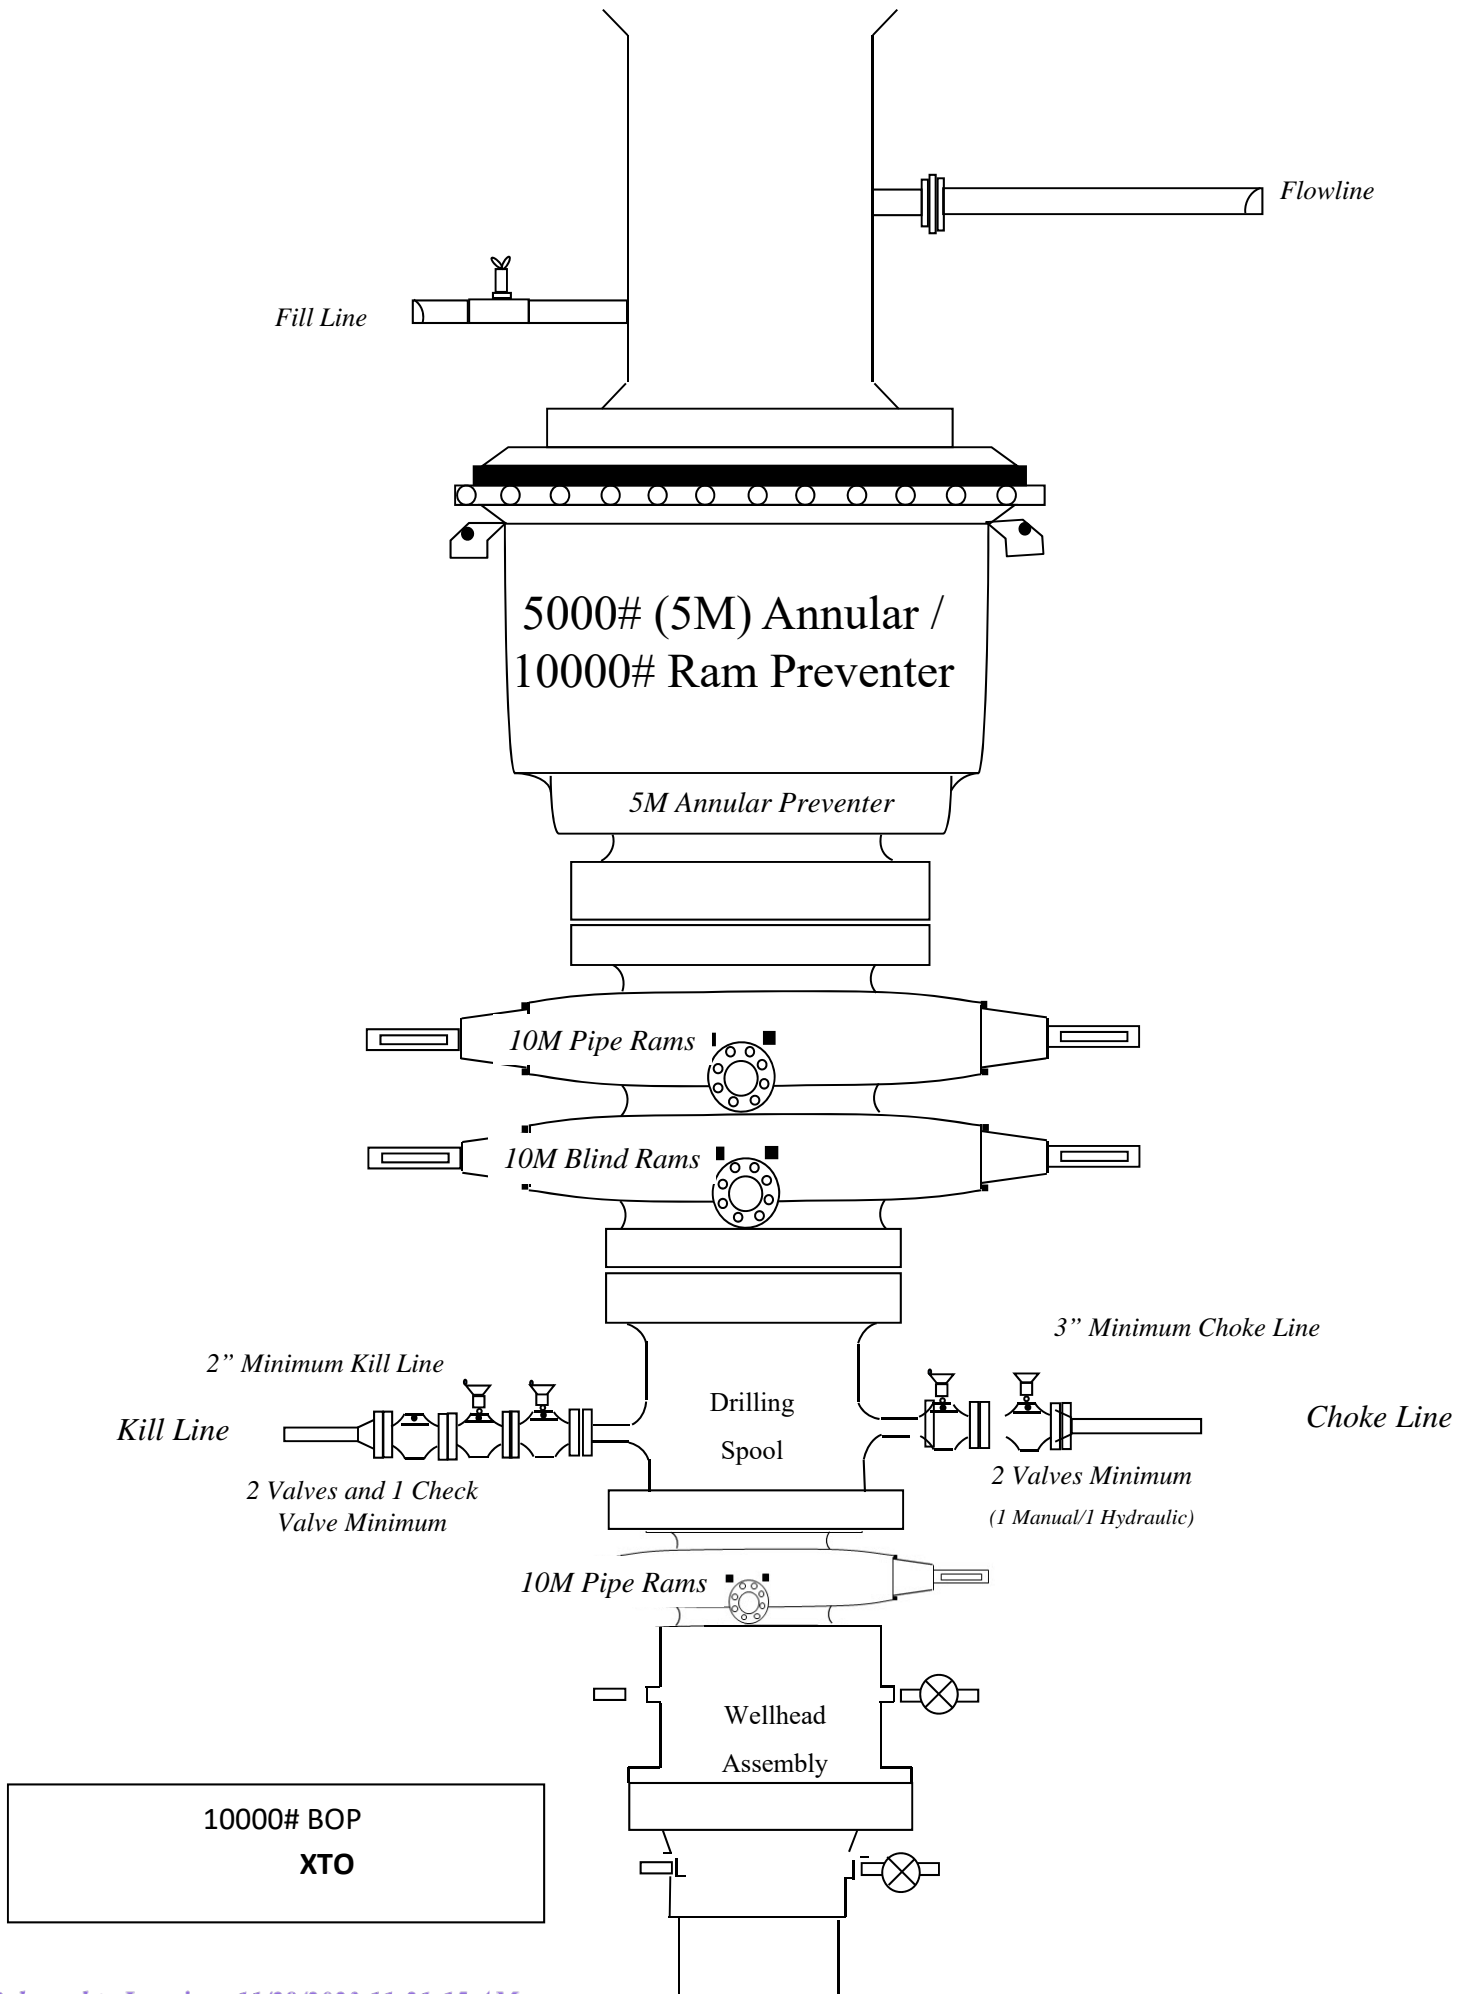 Flowline
Fill Line
5000# (5M) Annular /
10000# Ram Preventer
5M Annular Preventer
10M Pipe Rams
10M Blind Rams
3” Minimum Choke Line
2” Minimum Kill Line
Drilling
Spool
Kill Line
Choke Line
2 Valves and 1 Check
Valve Minimum
2 Valves Minimum
(1 Manual/1 Hydraulic)
10M Pipe Rams
Wellhead
Assembly
10000# BOP
XTO